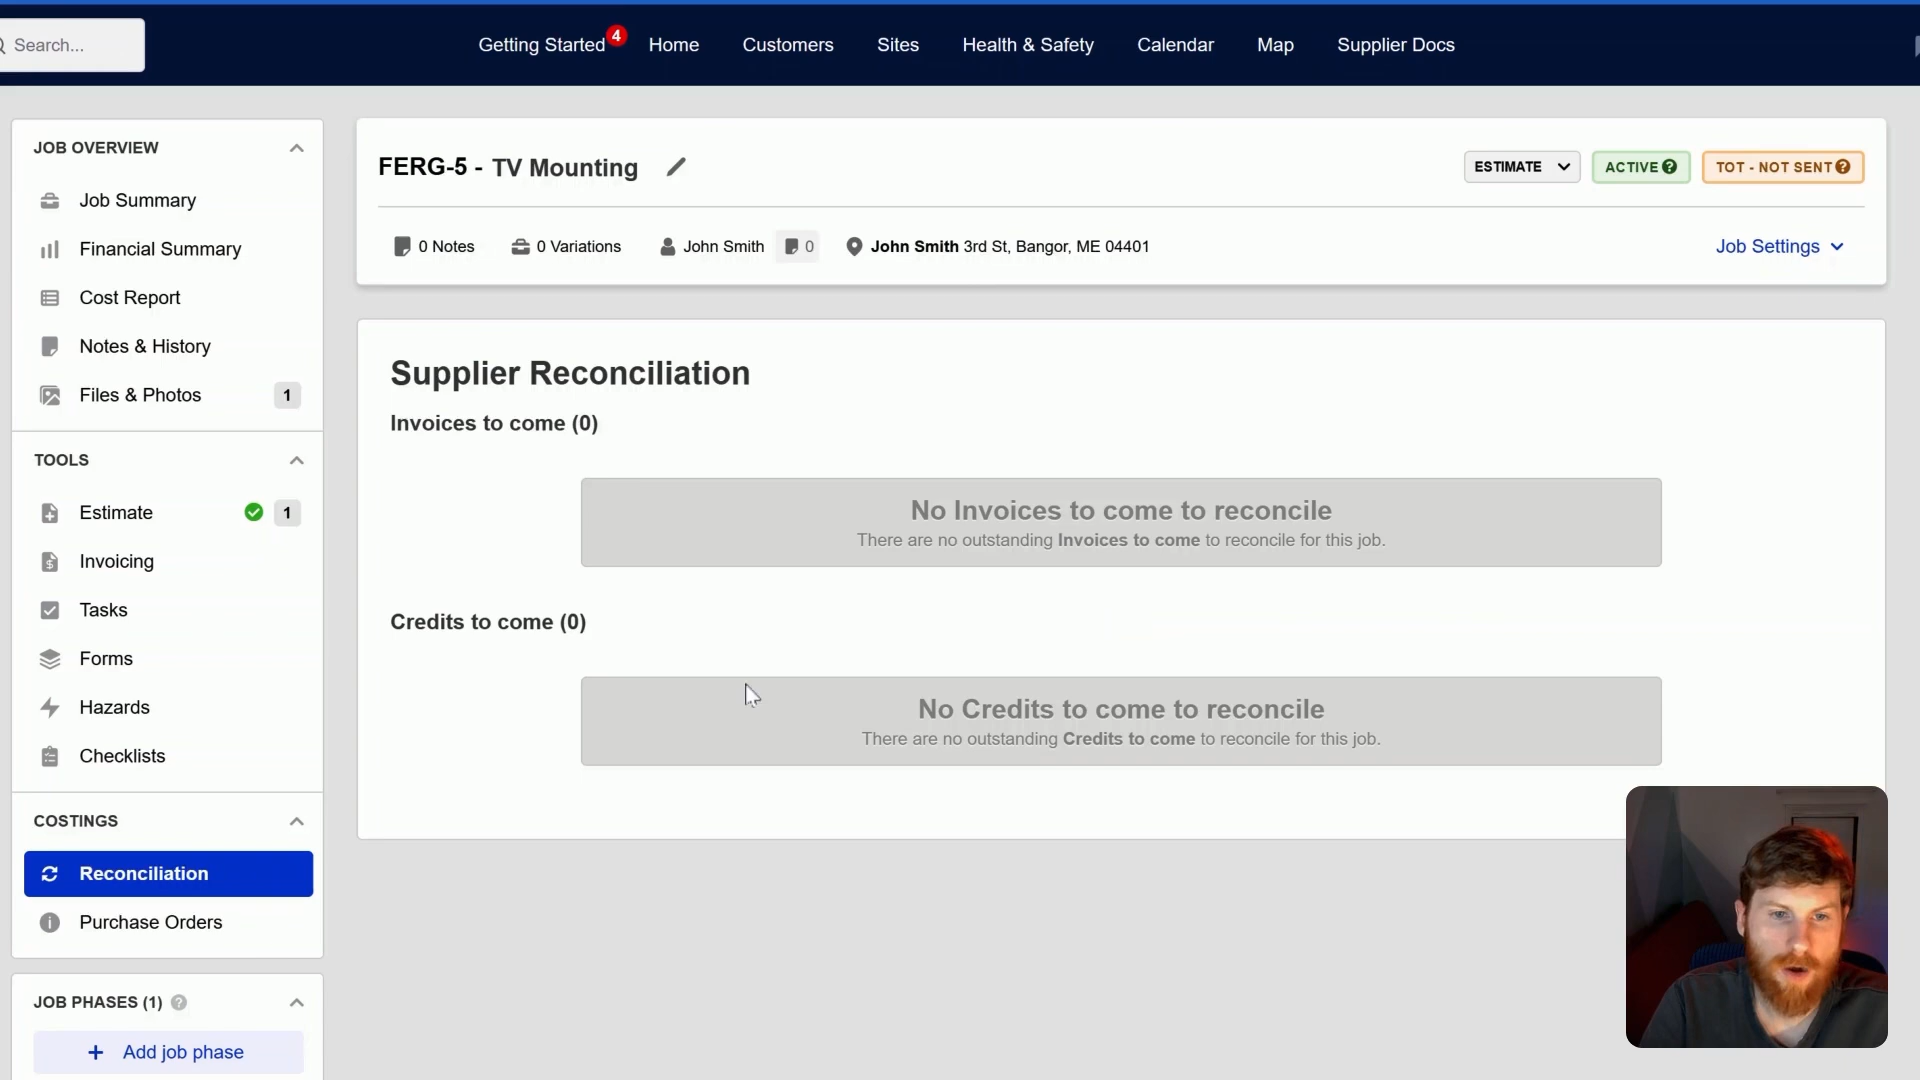 Search...
Getting Started 4
Home
Customers
Sites
Health & Safety
Calendar
Map
Supplier Docs
JOB OVERVIEW
Job Summary
Financial Summary
Cost Report
Notes & History
Files & Photos 1
TOOLS
Estimate 1
Invoicing
Tasks
Forms
Hazards
Checklists
COSTINGS
Reconciliation
Purchase Orders
JOB PHASES (1) ?
+ Add job phase
FERG-5 - TV Mounting
ESTIMATE
ACTIVE ?
TOT - NOT SENT ?
0 Notes
0 Variations
John Smith
0
John Smith 3rd St, Bangor, ME 04401
Job Settings
Supplier Reconciliation
Invoices to come (0)
No Invoices to come to reconcile
There are no outstanding Invoices to come to reconcile for this job.
Credits to come (0)
No Credits to come to reconcile
There are no outstanding Credits to come to reconcile for this job.